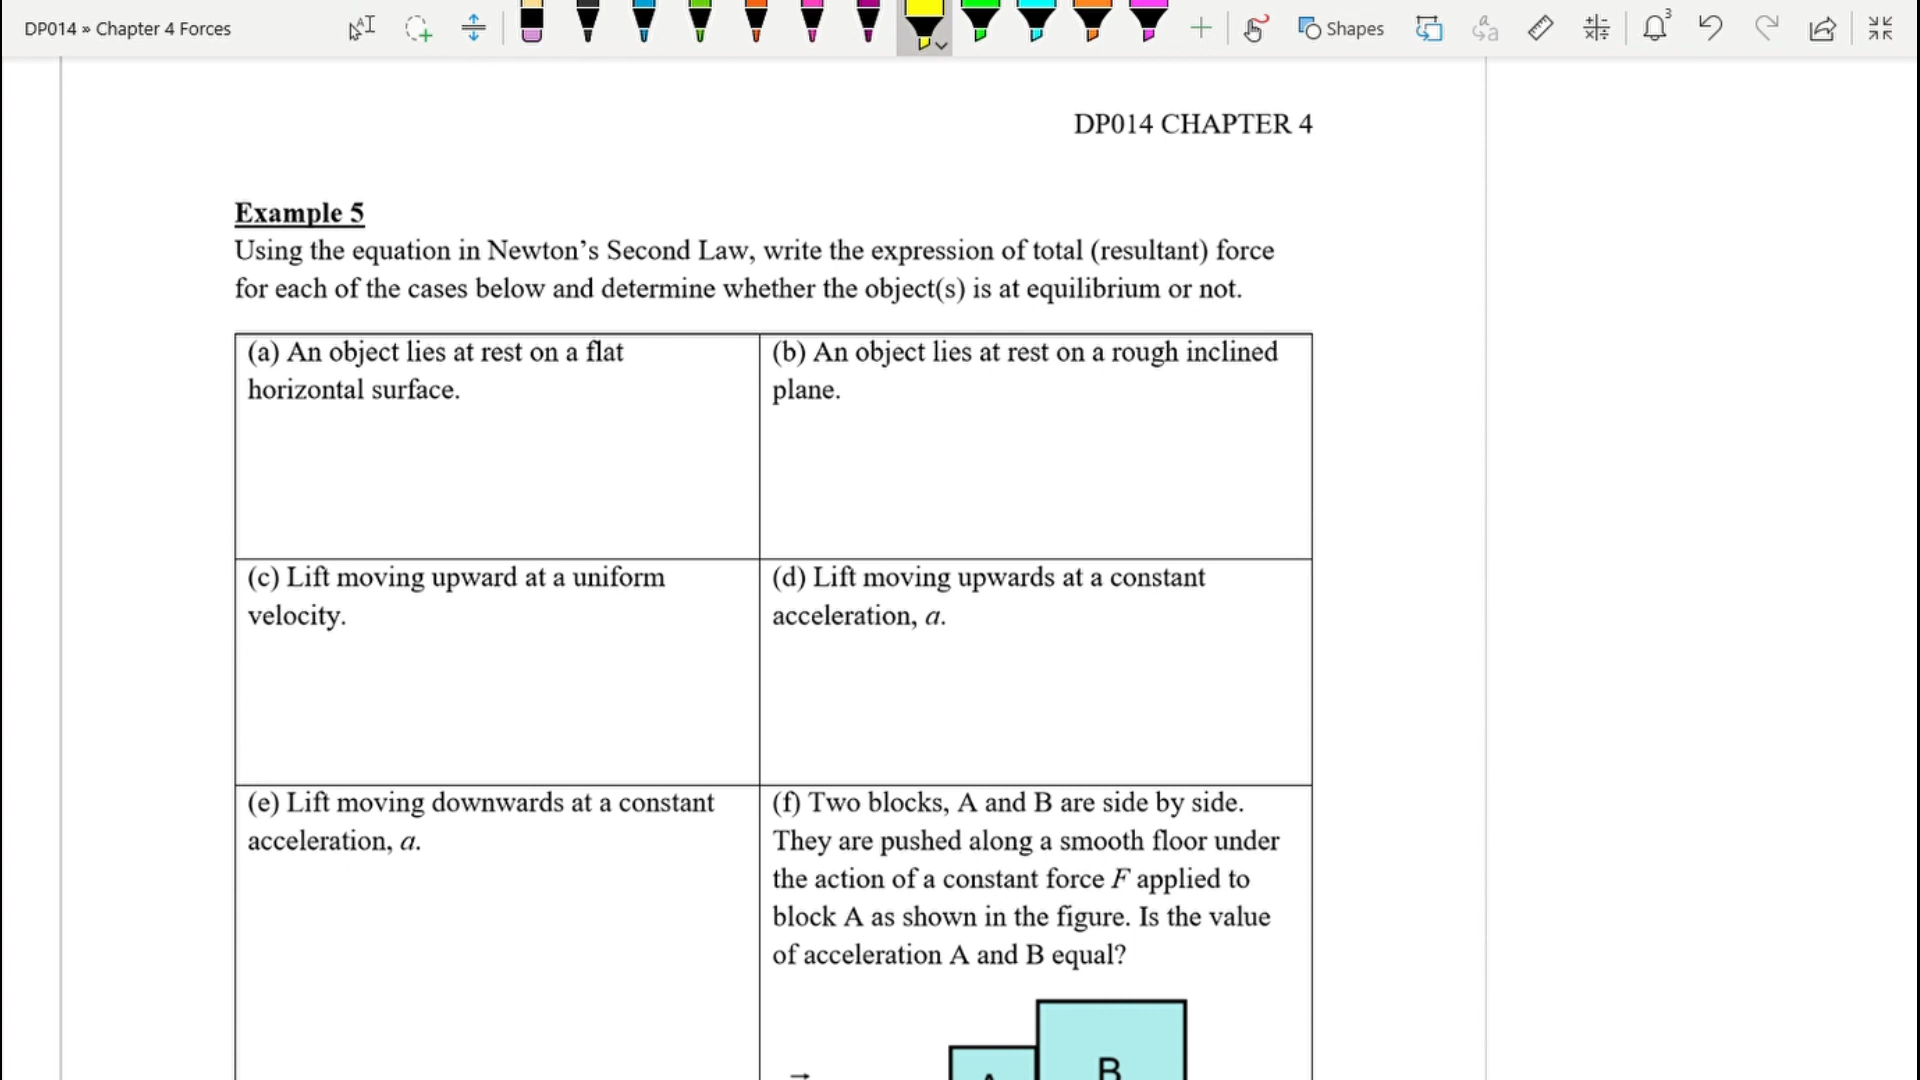 DP014 » Chapter 4 Forces
Shapes
3
DP014 CHAPTER 4
Example 5
Using the equation in Newton’s Second Law, write the expression of total (resultant) force
for each of the cases below and determine whether the object(s) is at equilibrium or not.
(a) An object lies at rest on a flat
horizontal surface.
(b) An object lies at rest on a rough inclined
plane.
(c) Lift moving upward at a uniform
velocity.
(d) Lift moving upwards at a constant
acceleration, a.
(e) Lift moving downwards at a constant
acceleration, a.
(f) Two blocks, A and B are side by side.
They are pushed along a smooth floor under
the action of a constant force F applied to
block A as shown in the figure. Is the value
of acceleration A and B equal?
B